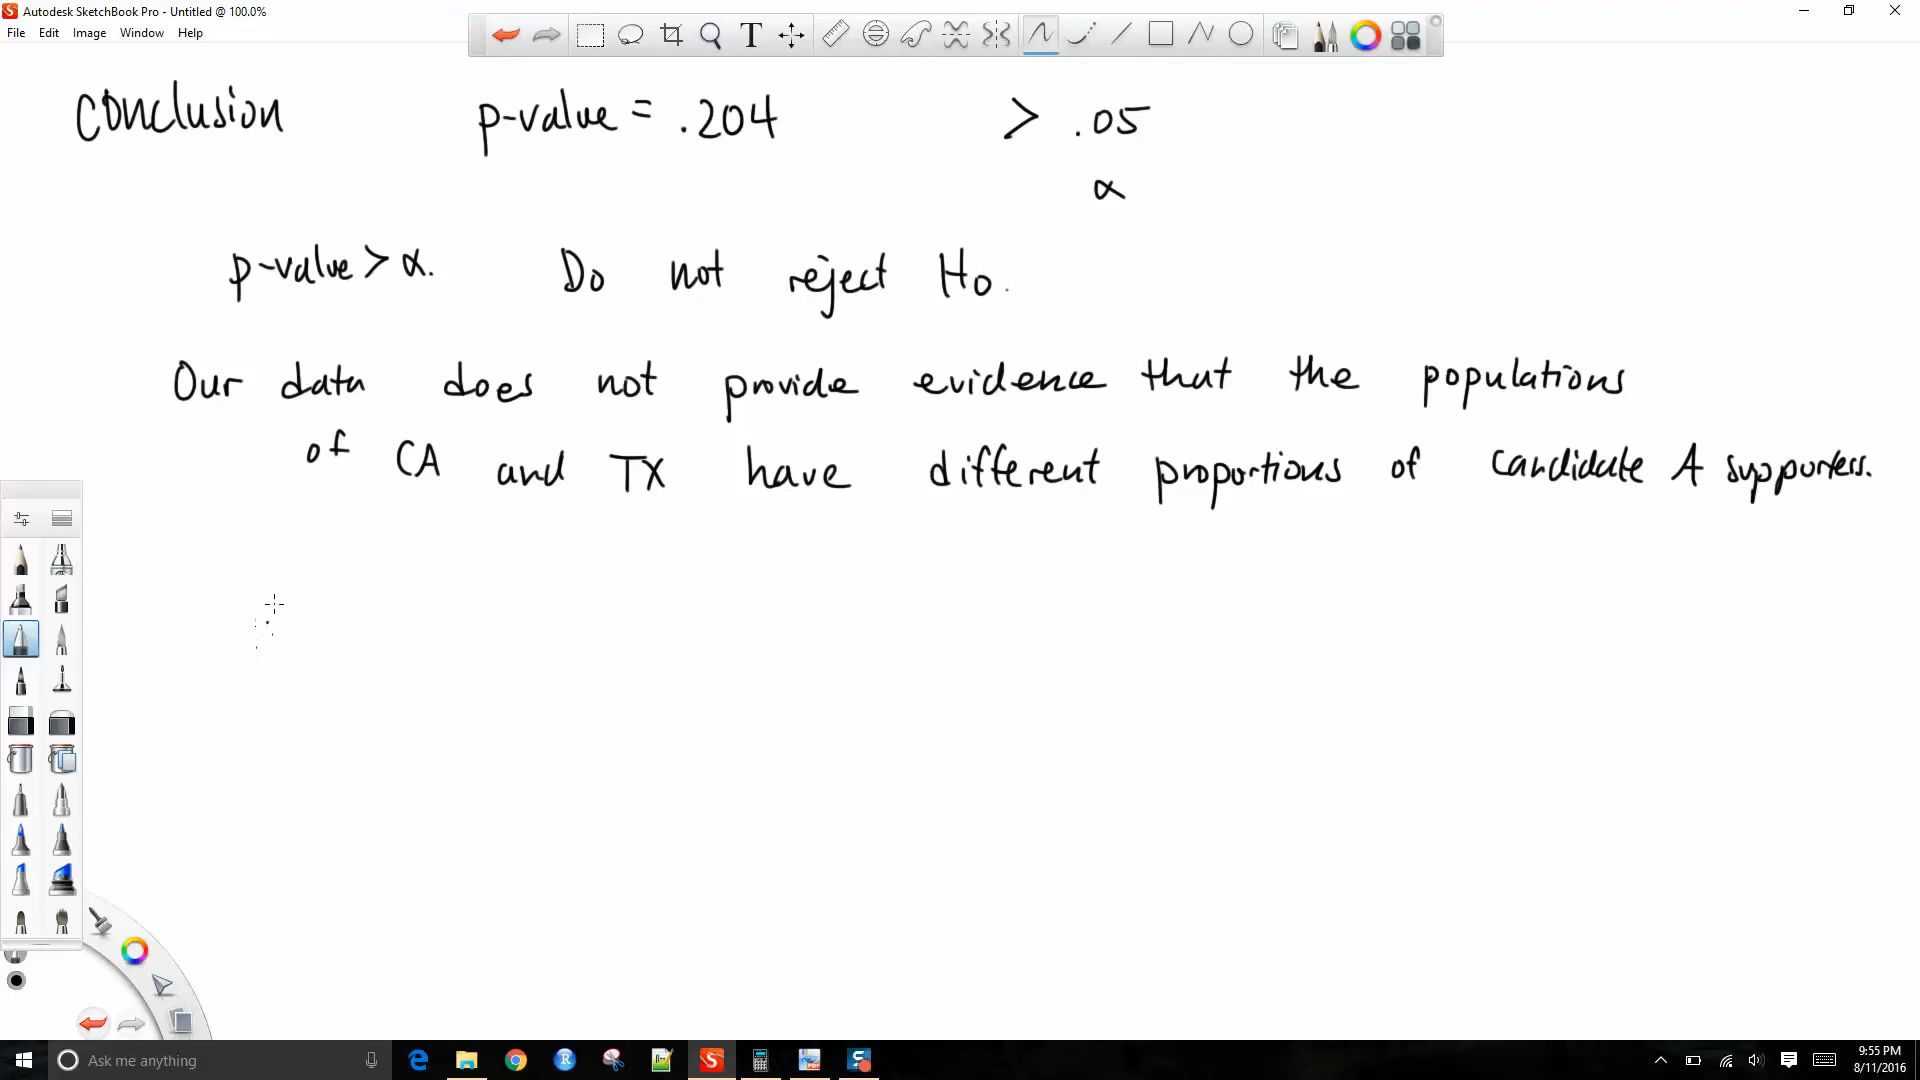 Autodesk SketchBook Pro - Untitled @ 100.0%
File Edit Image Window Help
T
Conclusion p-value = .204 > .05
α
p-value > α. Do not reject Ho.
Our data does not provide evidence that the populations
of CA and TX have different proportions of candidate A supporters.
Ask me anything
9:55 PM
8/11/2016